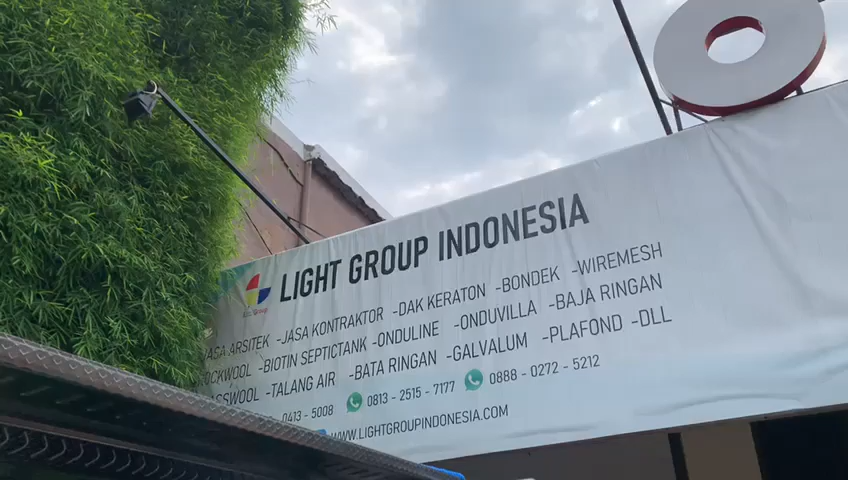 LIGHT GROUP INDONESIA
JASA ARSITEK -JASA KONTRAKTOR -DAK KERATON -BONDEK -WIREMESH
-BIOTIN SEPTICTANK -ONDULINE -ONDUVILLA -BAJA RINGAN
-TALANG AIR -BATA RINGAN -GALVALUM -PLAFOND -DLL
0413 - 5008 0813 - 2515 - 7177 0888 - 0272 - 5212
WWW.LIGHTGROUPINDONESIA.COM